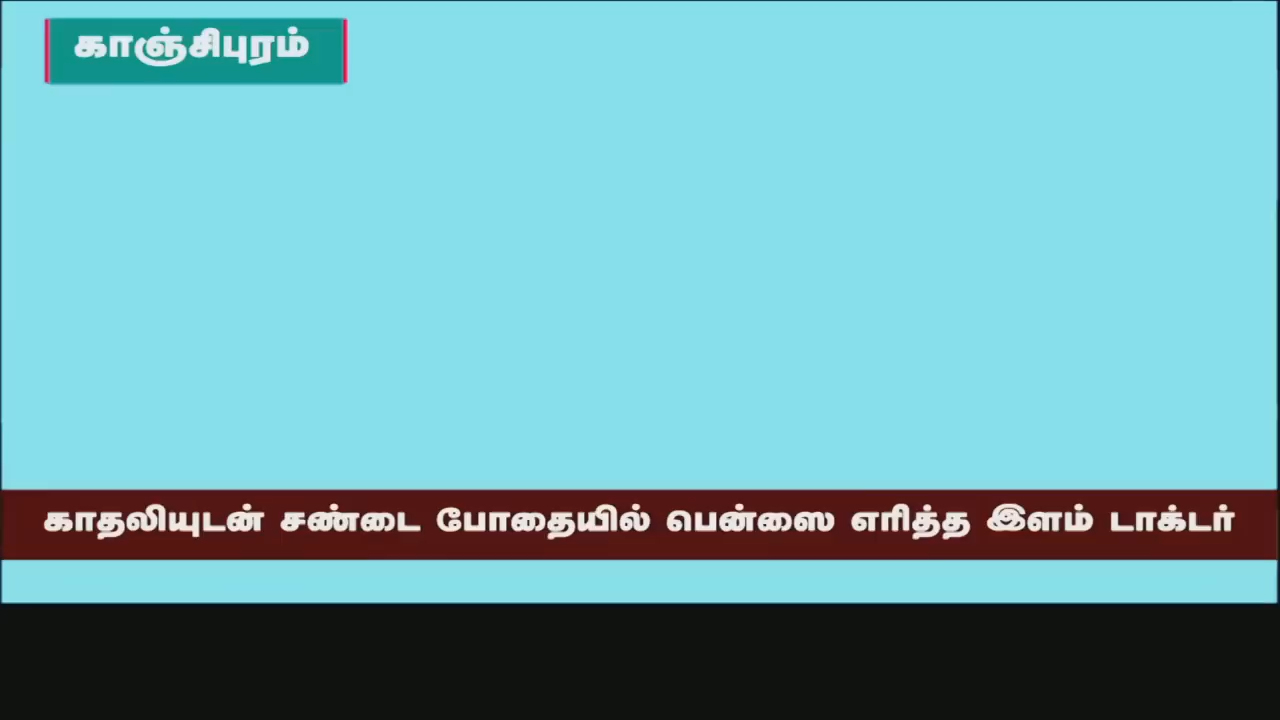 காஞ்சிபுரம்
காதலியுடன் சண்டை போதையில் பென்ஸை எரித்த இளம் டாக்டர்